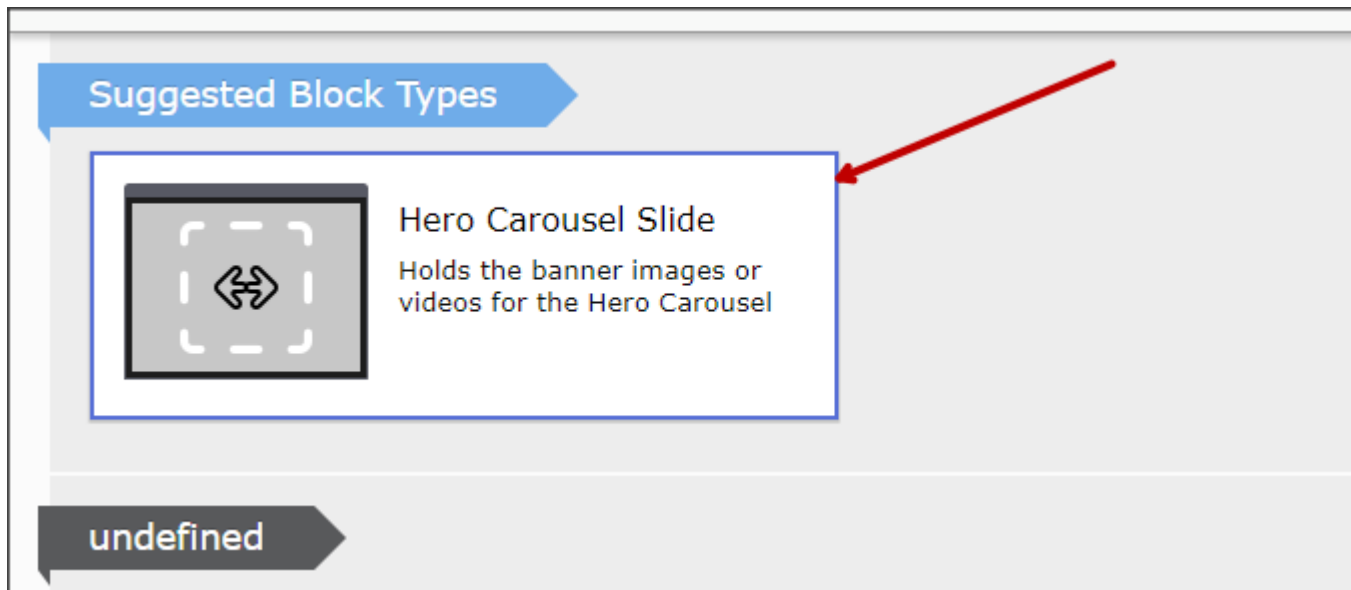 Suggested Block Types
Hero Carousel Slide
Holds the banner images or
videos for the Hero Carousel
undefined